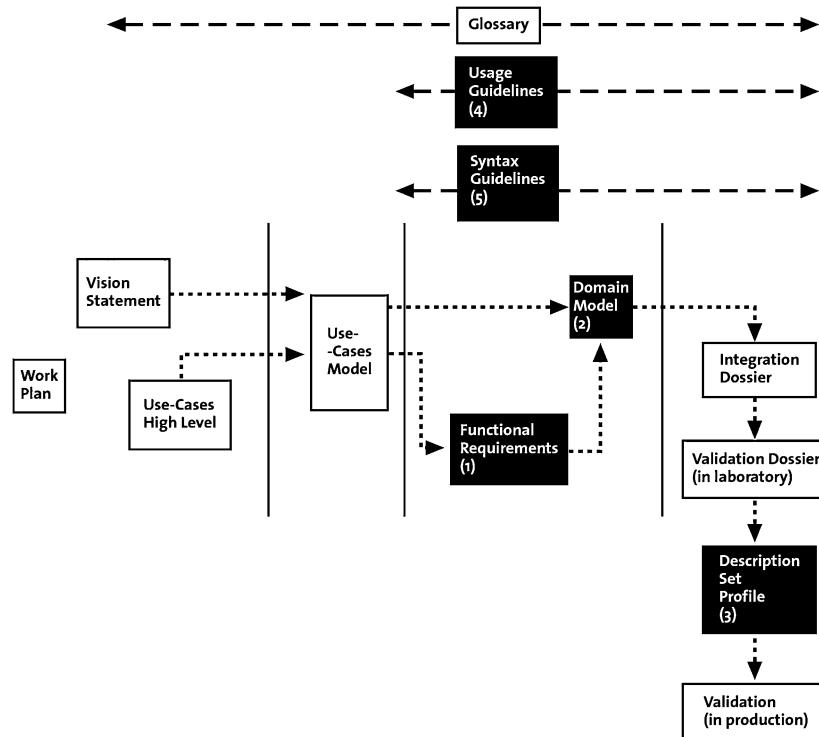 Glossary
Usage
Guidelines
(4)
Syntax
Guidelines
(5)
Vision
Statement
Domain
Model
(2)
Use-
-Cases
Model
Integration
Dossier
Work
Plan
Use-Cases
High Level
Functional
Requirements
(1)
Validation Dossier
(in laboratory)
Description
Set
Profile
(3)
Validation
(in production)